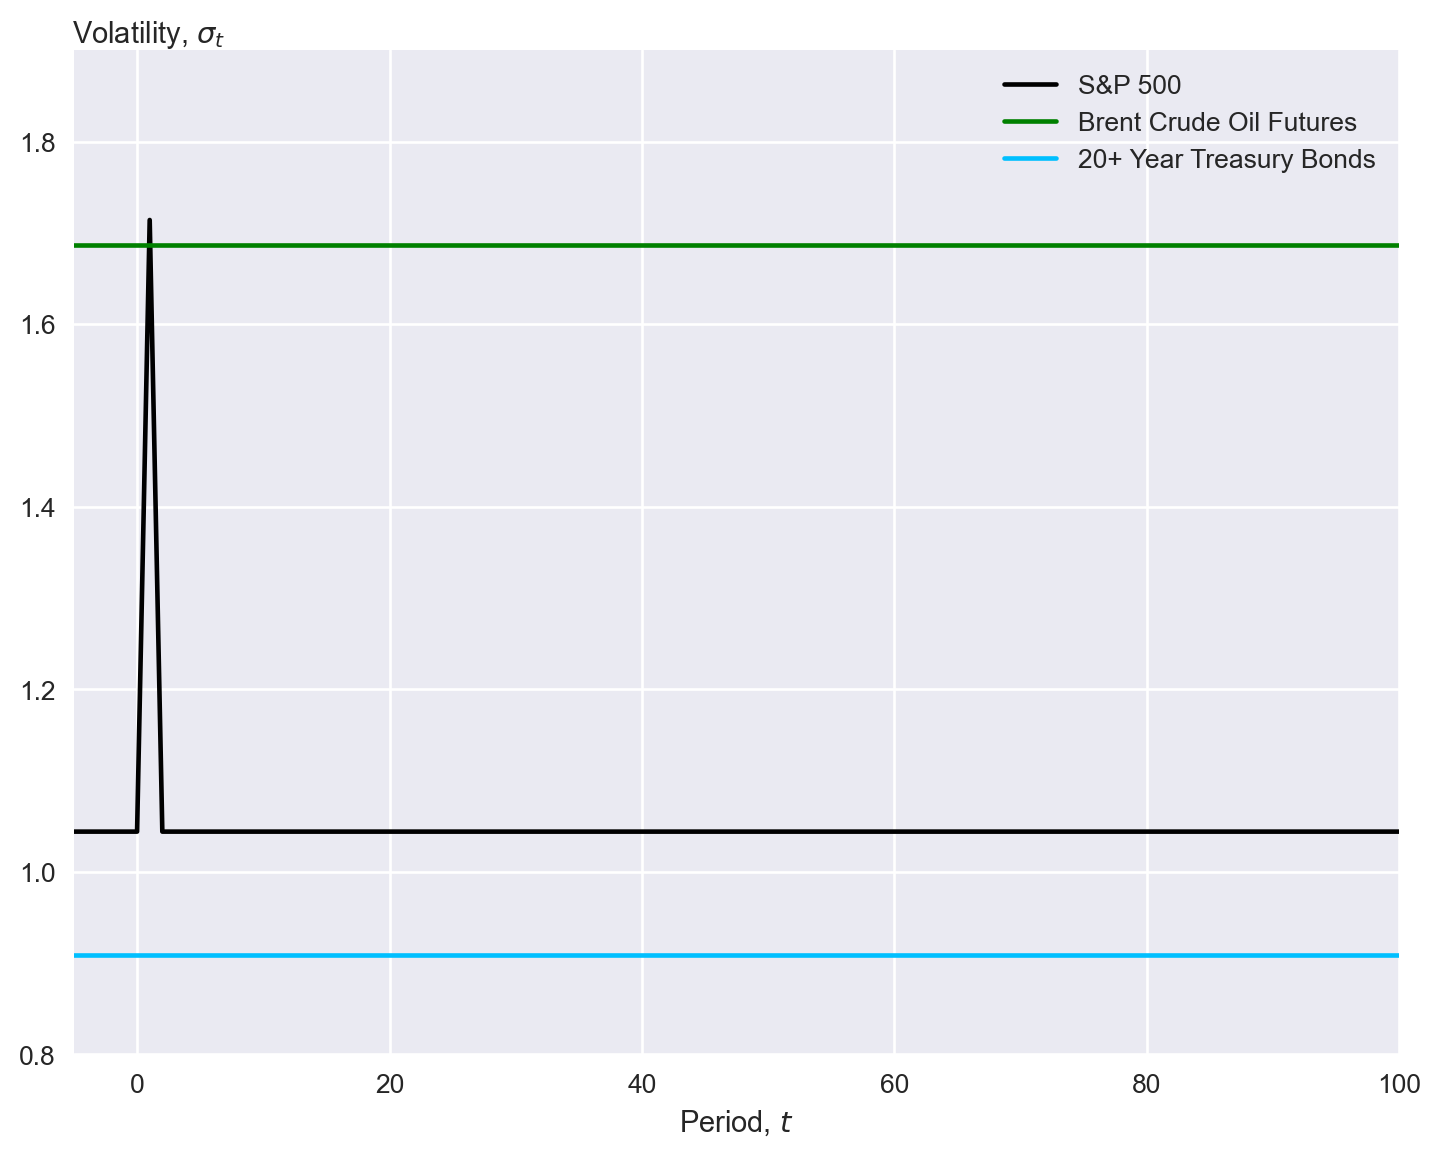 Volatility, σt
S&P 500
Brent Crude Oil Futures
20+ Year Treasury Bonds
1.8
1.6
1.4
1.2
1.0
0.8
0 20 40 60 80 100
Period, t